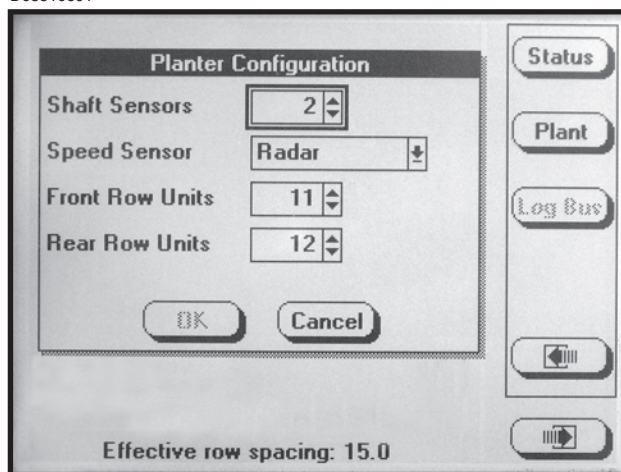 Planter Configuration
Shaft Sensors 2
Speed Sensor Radar
Front Row Units 11
Rear Row Units 12
OK Cancel
Status
Plant
Log Bus
Effective row spacing: 15.0